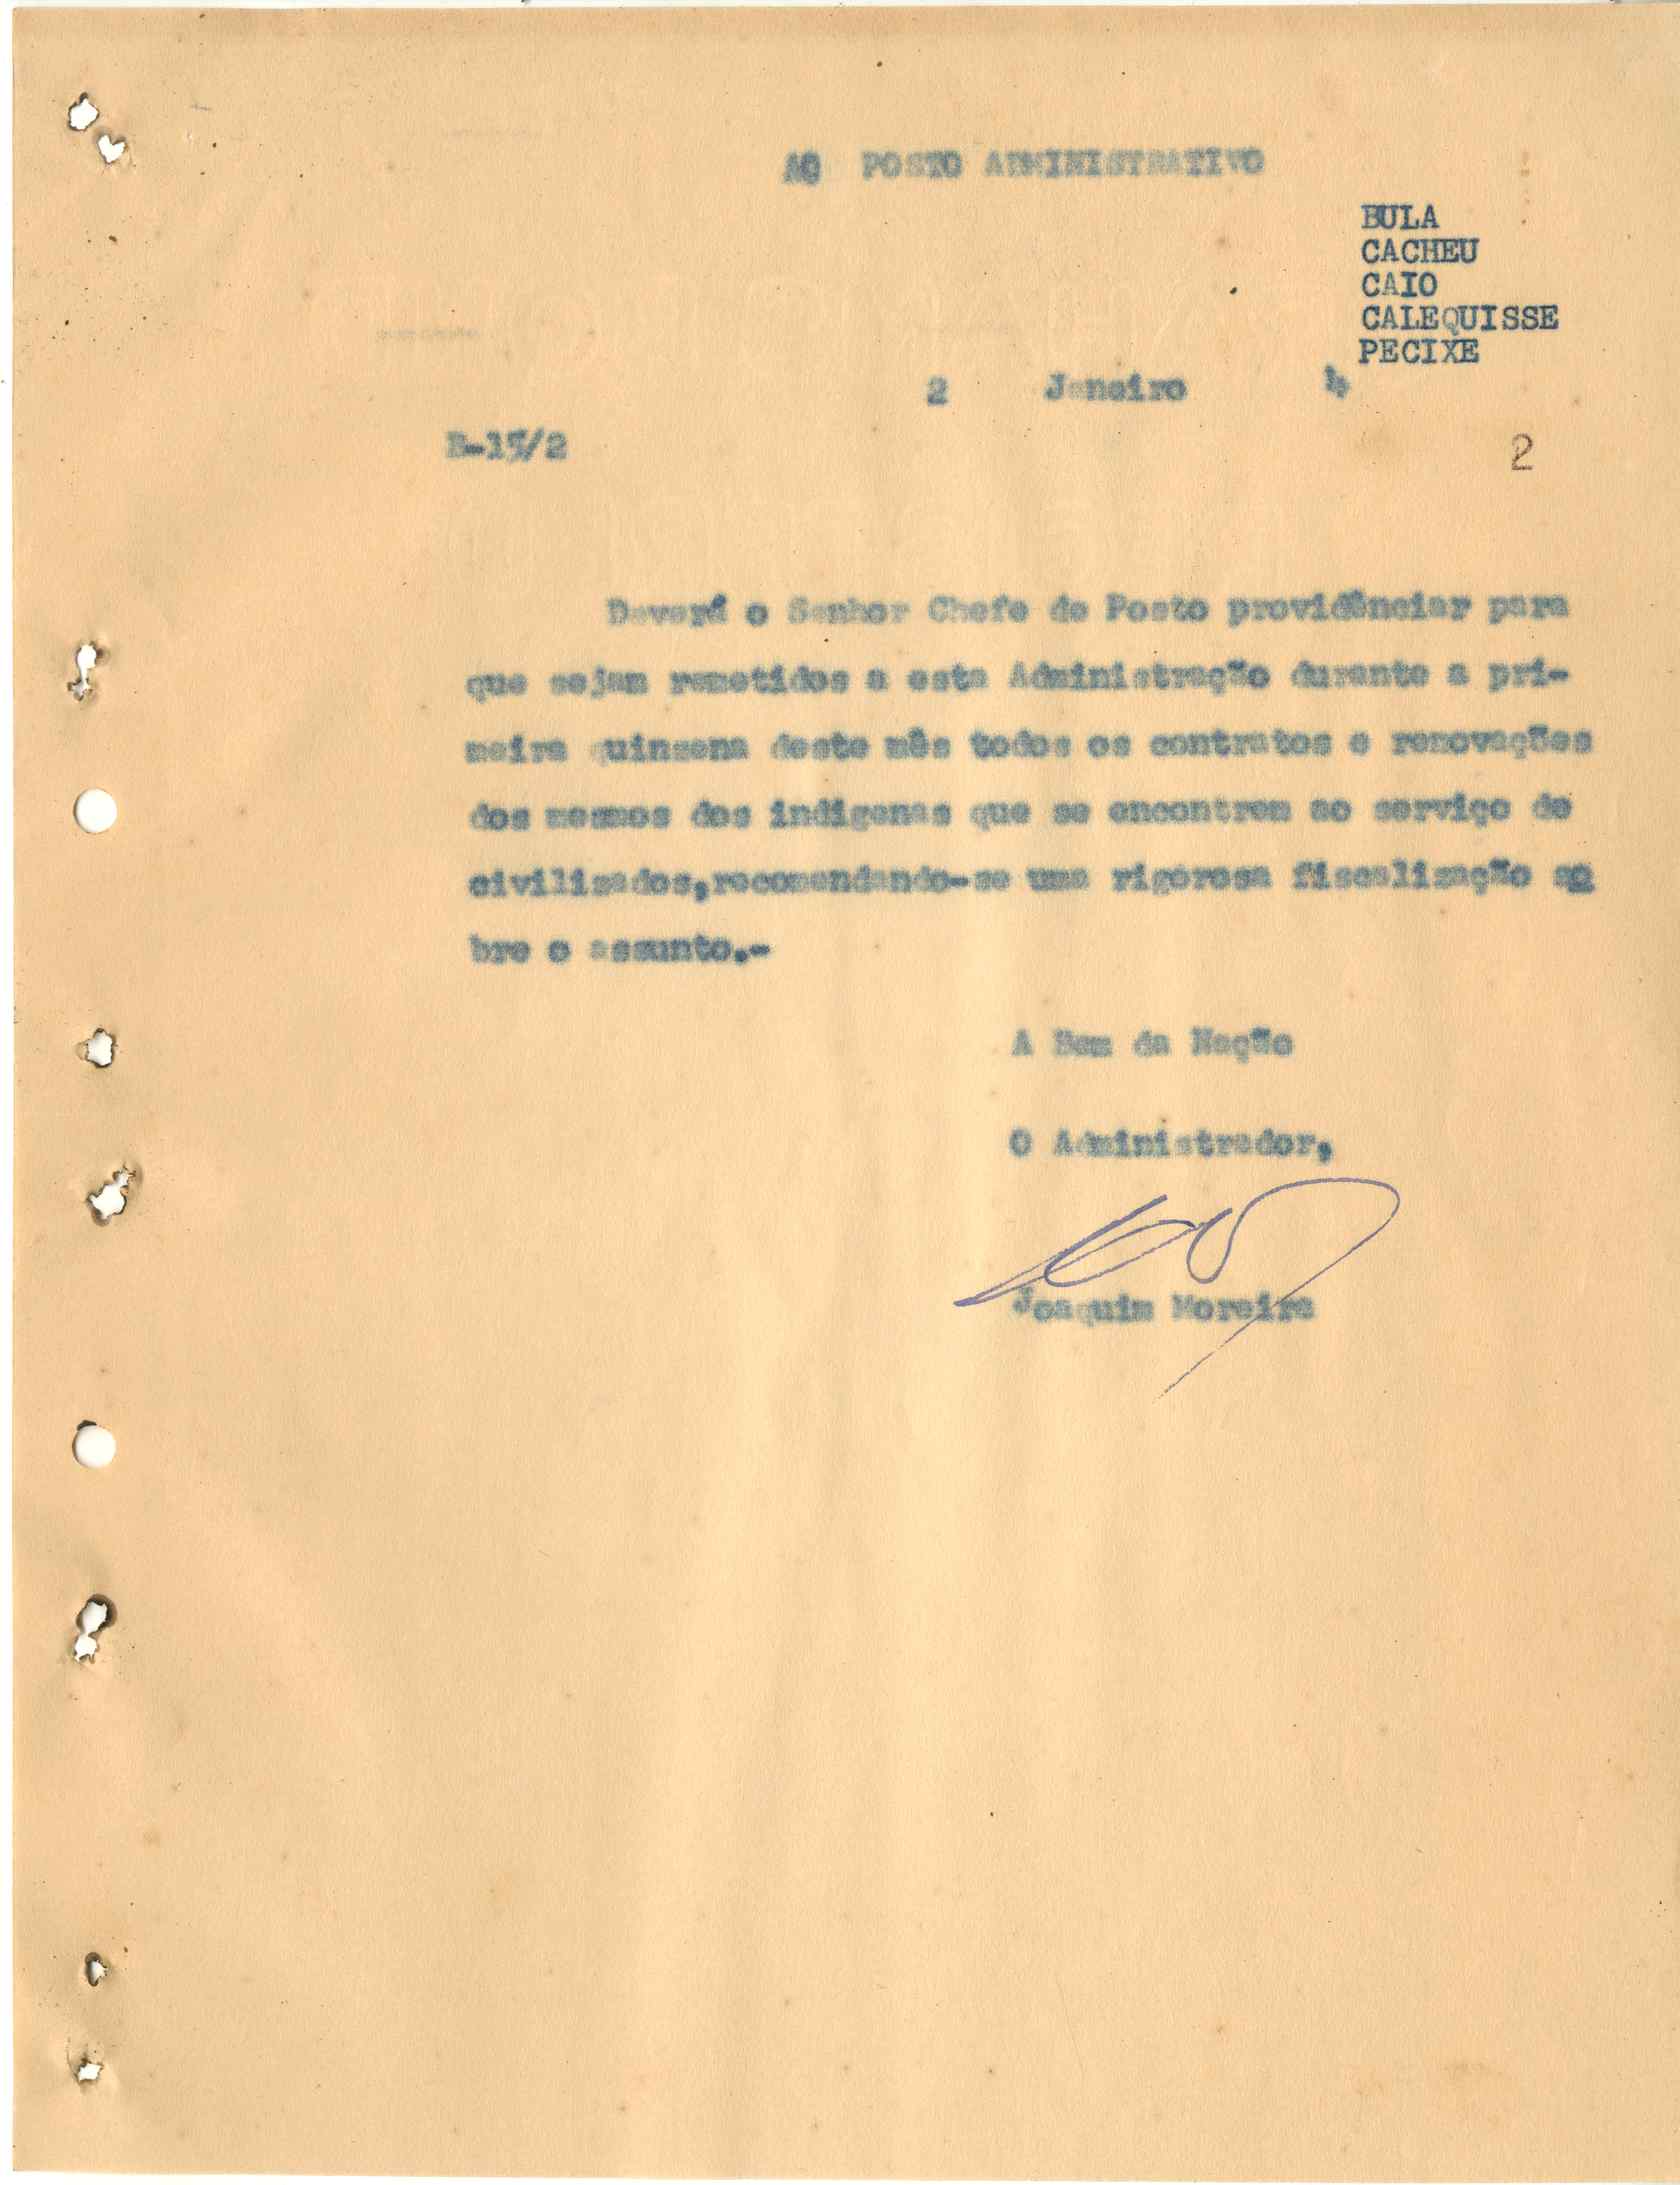 AO POSTO ADMINISTRATIVO
BULA
CACHEU
CAIO
CALEQUISSE
PECIXE
2 Janeiro 4
B-15/2 2
Deverá o Senhor Chefe de Posto providênciar para
que sejam remetidos a esta Administração durante a pri-
meira quinzena deste mês todos os contratos e renovações
dos mesmos dos indigenas que se encontrem ao serviço de
civilizados,recomendando-se uma rigorosa fiscalização so
bre o assunto.-
A Bem da Nação
O Administrador,
Joaquim Moreira